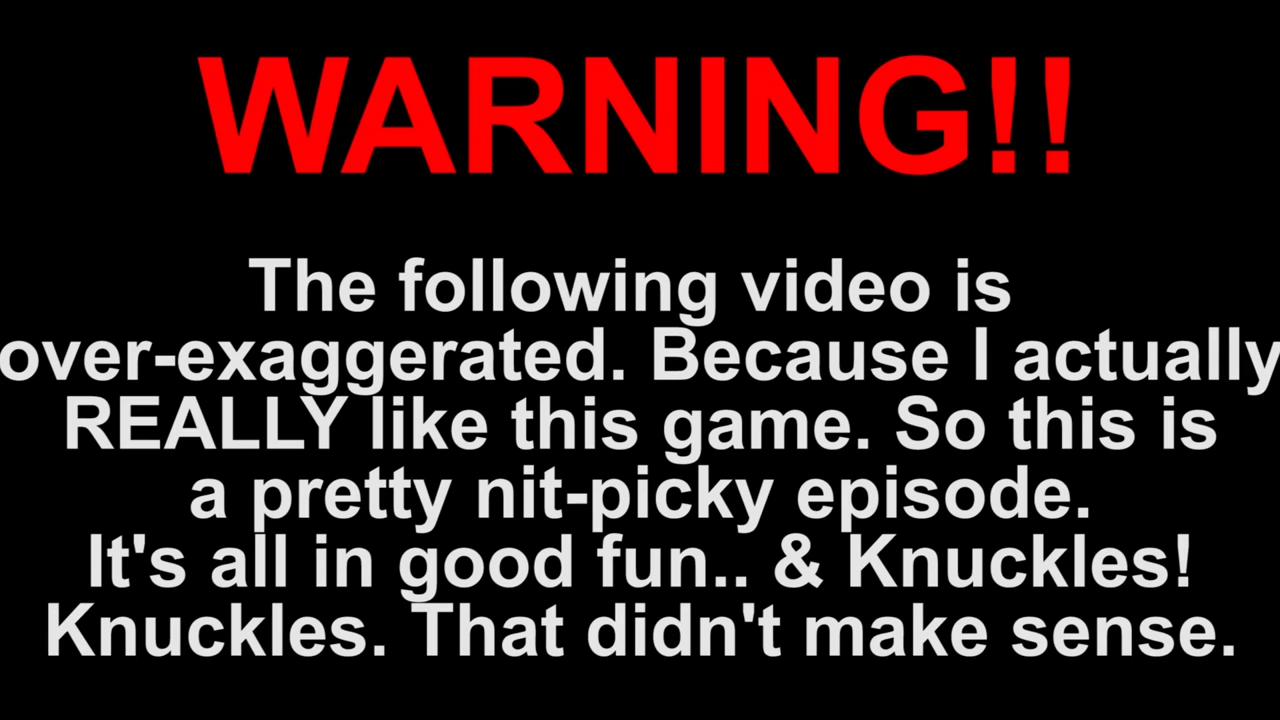 WARNING!!
The following video is
over-exaggerated. Because I actually
REALLY like this game. So this is
a pretty nit-picky episode.
It's all in good fun.. & Knuckles!
Knuckles. That didn't make sense.